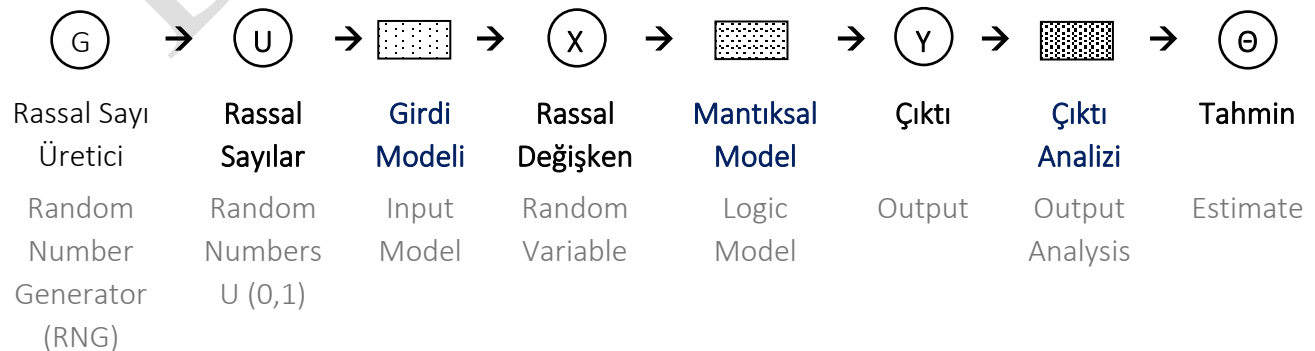 G → U → → X → → Y → → Θ
Rassal Sayı Üretici
Rassal Sayılar
Girdi Modeli
Rassal Değişken
Mantıksal Model
Çıktı
Çıktı Analizi
Tahmin
Random Number Generator (RNG)
Random Numbers U (0,1)
Input Model
Random Variable
Logic Model
Output
Output Analysis
Estimate